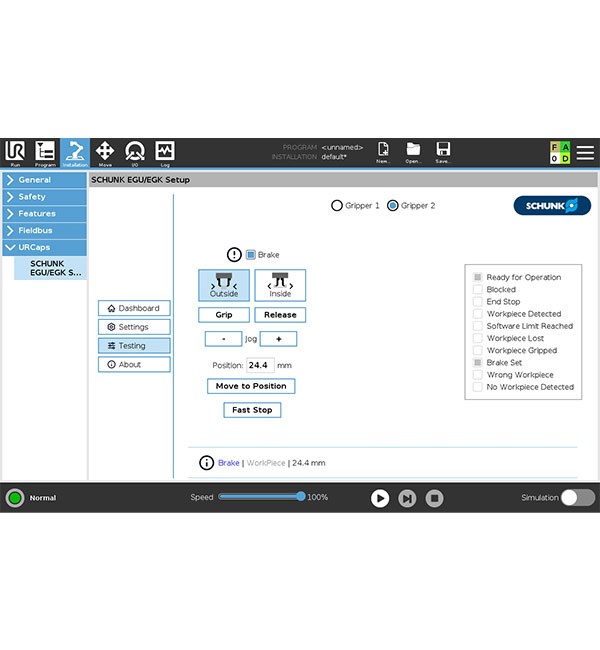 UR
Run
Program
Installation
Move
I/O
Log
PROGRAM <unnamed>
INSTALLATION default*
New...
Open...
Save...
F A
O D
General
Safety
Features
Fieldbus
URCaps
SCHUNK
EGU/EGK S...
SCHUNK EGU/EGK Setup
Gripper 1
Gripper 2
SCHUNK
Dashboard
Settings
Testing
About
Brake
Outside
Inside
Grip
Release
- Jog +
Position: 24.4 mm
Move to Position
Fast Stop
Ready for Operation
Blocked
End Stop
Workpiece Detected
Software Limit Reached
Workpiece Lost
Workpiece Gripped
Brake Set
Wrong Workpiece
No Workpiece Detected
Brake | WorkPiece | 24.4 mm
Normal
Speed 100%
Simulation